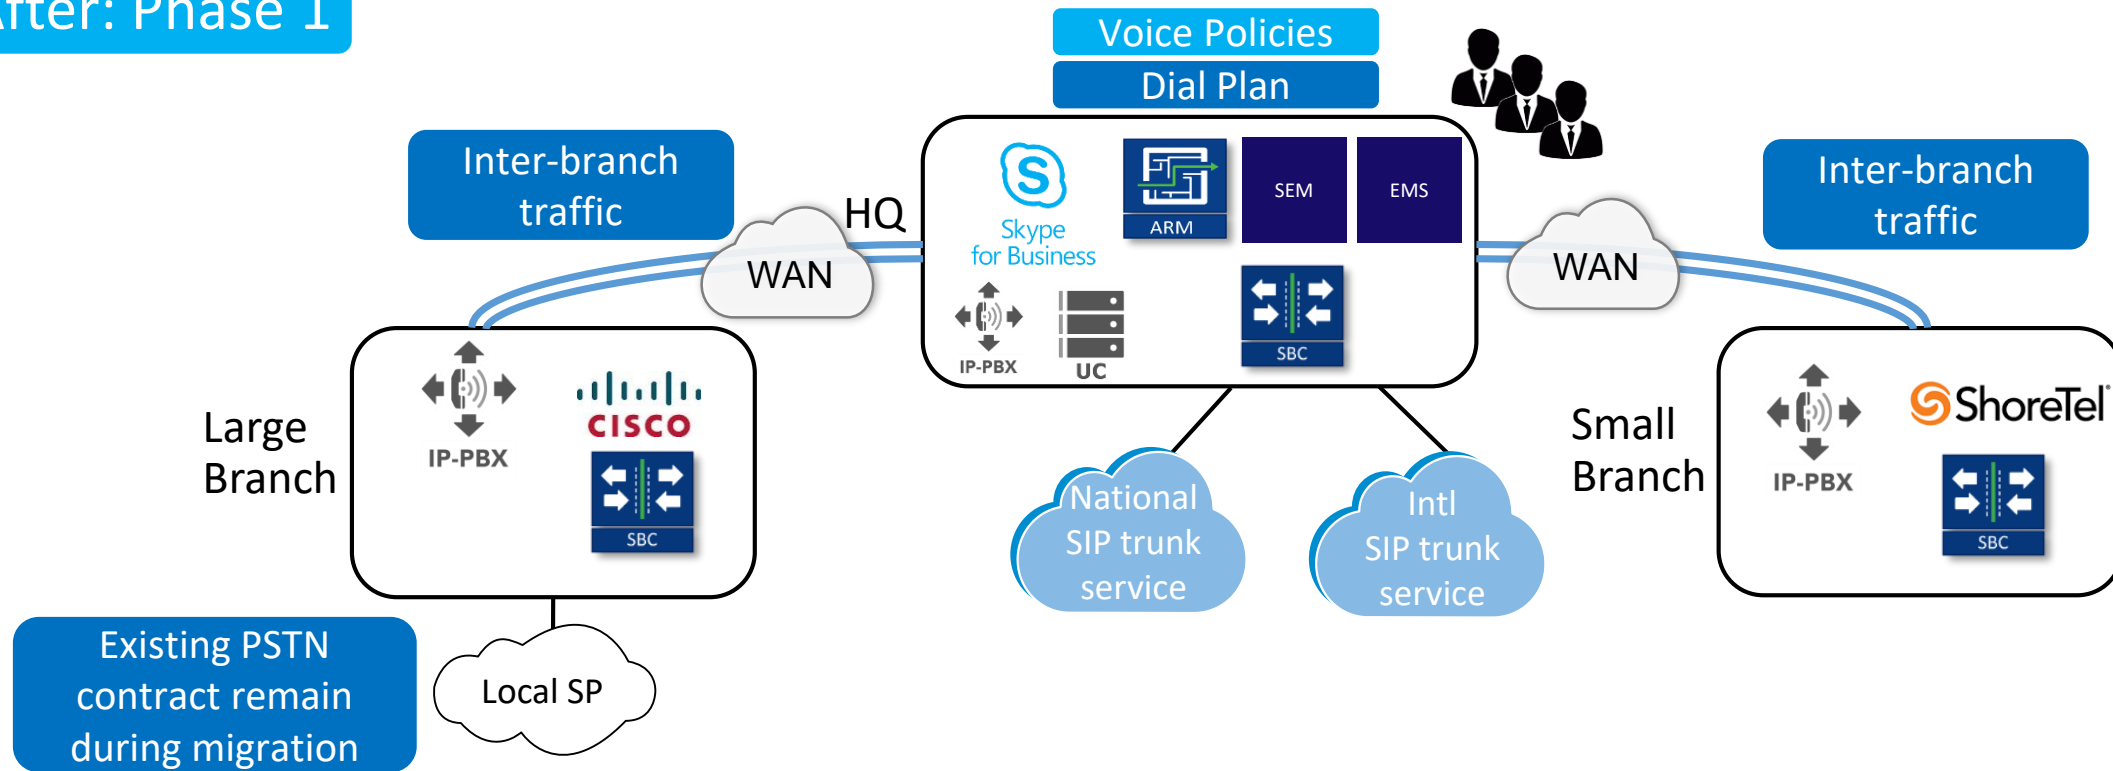 After: Phase 1
Voice Policies
Dial Plan
Inter-branch
traffic
HQ
WAN
S
Skype
for Business
ARM
SEM
EMS
IP-PBX
UC
SBC
WAN
Inter-branch
traffic
Large
Branch
IP-PBX
CISCO
SBC
National
SIP trunk
service
Intl
SIP trunk
service
Small
Branch
IP-PBX
ShoreTel
SBC
Existing PSTN
contract remain
during migration
Local SP